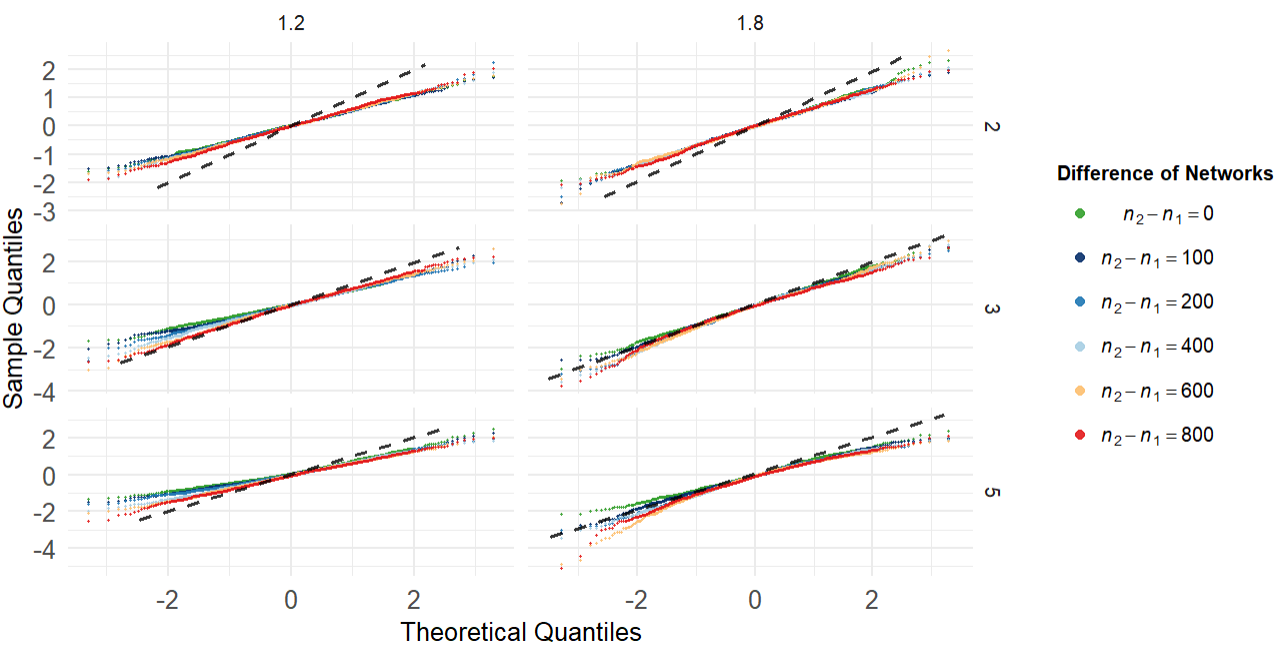 1.2
1.8
2
1
0
-1
-2
-3
2
2
0
-2
-4
3
2
0
-2
-4
5
-2
0
2
-2
0
2
Sample Quantiles
Theoretical Quantiles
Difference of Networks
n₂ − n₁ = 0
n₂ − n₁ = 100
n₂ − n₁ = 200
n₂ − n₁ = 400
n₂ − n₁ = 600
n₂ − n₁ = 800